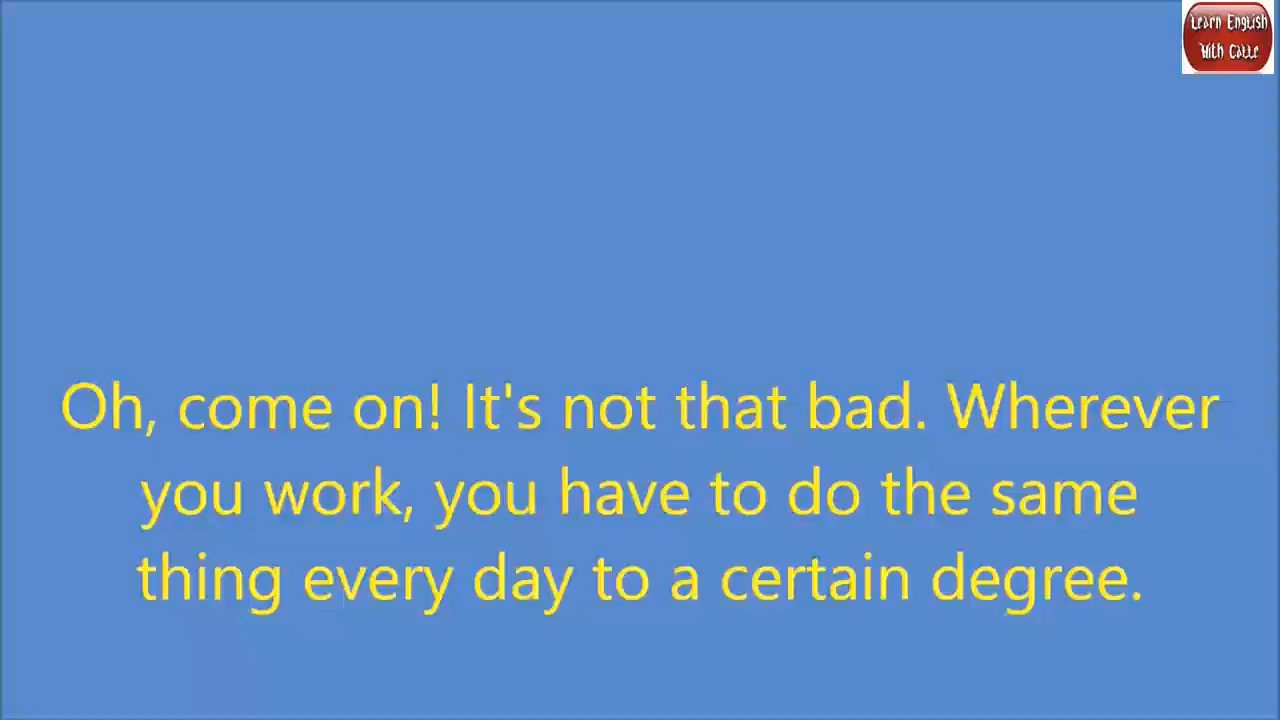 Learn English
With Calle
Oh, come on! It's not that bad. Wherever
you work, you have to do the same
thing every day to a certain degree.